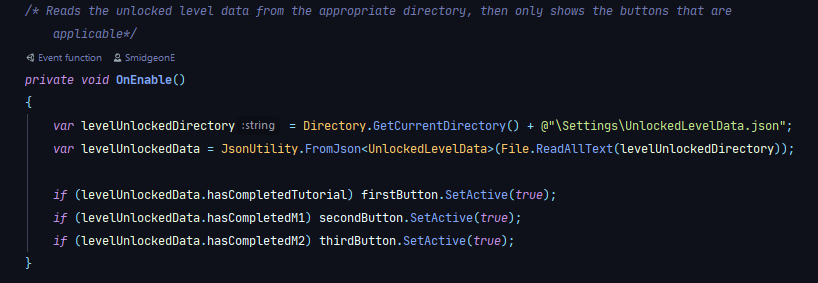 /* Reads the unlocked level data from the appropriate directory, then only shows the buttons that are
applicable*/
Event function SmidgeonE
private void OnEnable()
{
var levelUnlockedDirectory :string = Directory.GetCurrentDirectory() + @"\Settings\UnlockedLevelData.json";
var levelUnlockedData = JsonUtility.FromJson<UnlockedLevelData>(File.ReadAllText(levelUnlockedDirectory));
if (levelUnlockedData.hasCompletedTutorial) firstButton.SetActive(true);
if (levelUnlockedData.hasCompletedM1) secondButton.SetActive(true);
if (levelUnlockedData.hasCompletedM2) thirdButton.SetActive(true);
}